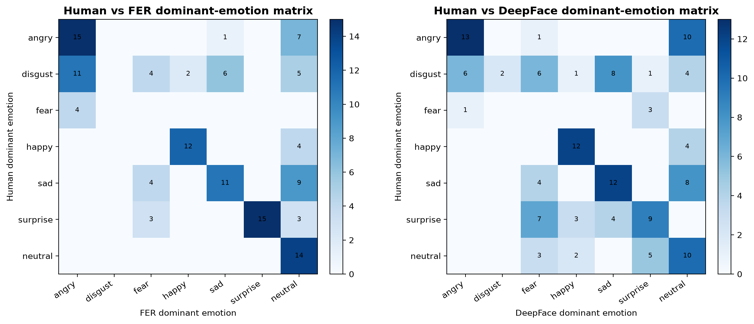 Human vs FER dominant-emotion matrix
angry 15 1 7
disgust 11 4 2 6 5
fear 4
happy 12 4
sad 4 11 9
surprise 3 15 3
neutral 14
angry disgust fear happy sad surprise neutral
FER dominant emotion
Human dominant emotion
14
12
10
8
6
4
2
0
Human vs DeepFace dominant-emotion matrix
angry 13 1 10
disgust 6 2 6 1 8 1 4
fear 1 3
happy 12 4
sad 4 12 8
surprise 7 3 4 9
neutral 3 2 5 10
angry disgust fear happy sad surprise neutral
DeepFace dominant emotion
Human dominant emotion
12
10
8
6
4
2
0